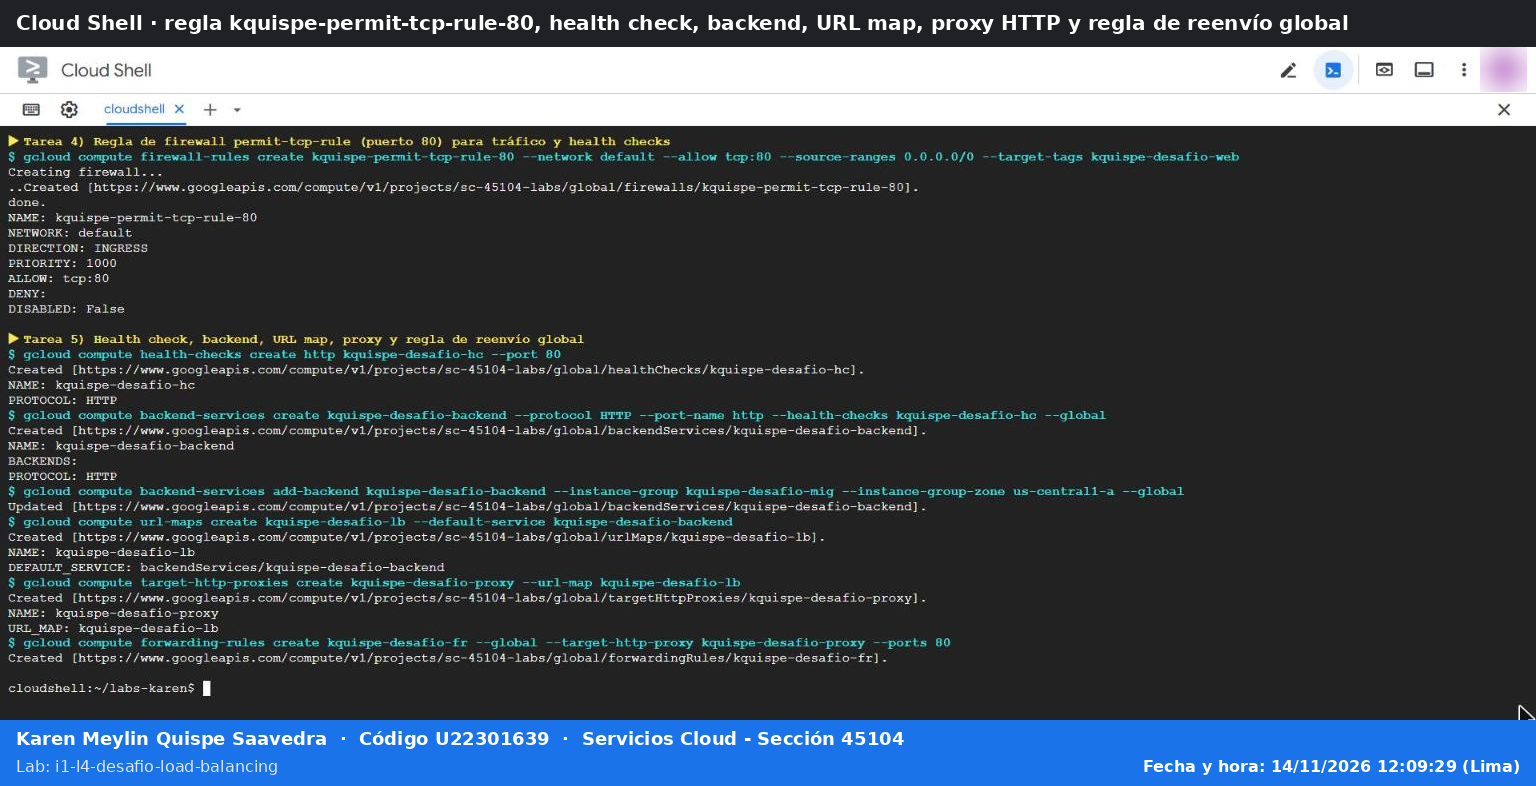 Cloud Shell · regla kquispe-permit-tcp-rule-80, health check, backend, URL map, proxy HTTP y regla de reenvío global
Cloud Shell
cloudshell
▶ Tarea 4) Regla de firewall permit-tcp-rule (puerto 80) para tráfico y health checks
$ gcloud compute firewall-rules create kquispe-permit-tcp-rule-80 --network default --allow tcp:80 --source-ranges 0.0.0.0/0 --target-tags kquispe-desafio-web
Creating firewall...
..Created [https://www.googleapis.com/compute/v1/projects/sc-45104-labs/global/firewalls/kquispe-permit-tcp-rule-80].
done.
NAME: kquispe-permit-tcp-rule-80
NETWORK: default
DIRECTION: INGRESS
PRIORITY: 1000
ALLOW: tcp:80
DENY:
DISABLED: False
▶ Tarea 5) Health check, backend, URL map, proxy y regla de reenvío global
$ gcloud compute health-checks create http kquispe-desafio-hc --port 80
Created [https://www.googleapis.com/compute/v1/projects/sc-45104-labs/global/healthChecks/kquispe-desafio-hc].
NAME: kquispe-desafio-hc
PROTOCOL: HTTP
$ gcloud compute backend-services create kquispe-desafio-backend --protocol HTTP --port-name http --health-checks kquispe-desafio-hc --global
Created [https://www.googleapis.com/compute/v1/projects/sc-45104-labs/global/backendServices/kquispe-desafio-backend].
NAME: kquispe-desafio-backend
BACKENDS:
PROTOCOL: HTTP
$ gcloud compute backend-services add-backend kquispe-desafio-backend --instance-group kquispe-desafio-mig --instance-group-zone us-central1-a --global
Updated [https://www.googleapis.com/compute/v1/projects/sc-45104-labs/global/backendServices/kquispe-desafio-backend].
$ gcloud compute url-maps create kquispe-desafio-lb --default-service kquispe-desafio-backend
Created [https://www.googleapis.com/compute/v1/projects/sc-45104-labs/global/urlMaps/kquispe-desafio-lb].
NAME: kquispe-desafio-lb
DEFAULT_SERVICE: backendServices/kquispe-desafio-backend
$ gcloud compute target-http-proxies create kquispe-desafio-proxy --url-map kquispe-desafio-lb
Created [https://www.googleapis.com/compute/v1/projects/sc-45104-labs/global/targetHttpProxies/kquispe-desafio-proxy].
NAME: kquispe-desafio-proxy
URL_MAP: kquispe-desafio-lb
$ gcloud compute forwarding-rules create kquispe-desafio-fr --global --target-http-proxy kquispe-desafio-proxy --ports 80
Created [https://www.googleapis.com/compute/v1/projects/sc-45104-labs/global/forwardingRules/kquispe-desafio-fr].
cloudshell:~/labs-karen$
Karen Meylin Quispe Saavedra · Código U22301639 · Servicios Cloud - Sección 45104
Lab: i1-l4-desafio-load-balancing
Fecha y hora: 14/11/2026 12:09:29 (Lima)